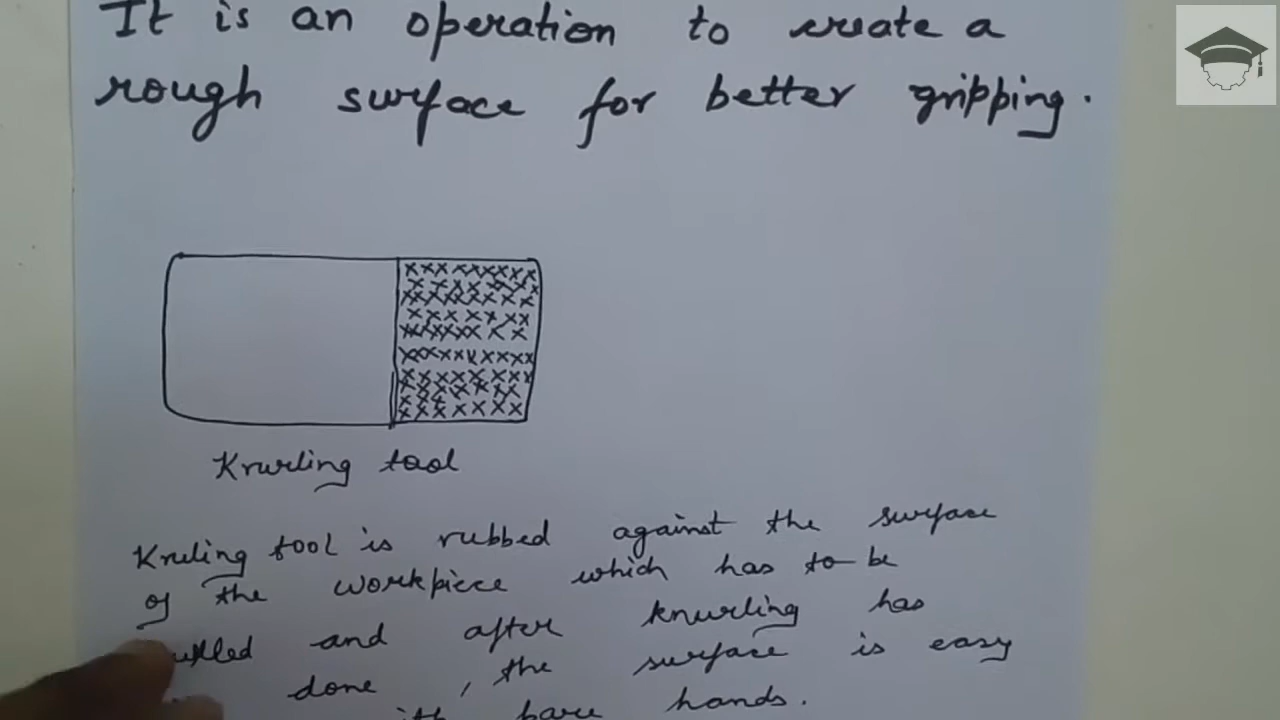 It is an operation to create a
rough surface for better gripping.
Knurling tool
Kruling tool is rubbed against the surface
of the workpiece which has to be
and after knurling has
done, the surface is easy
bare hands.